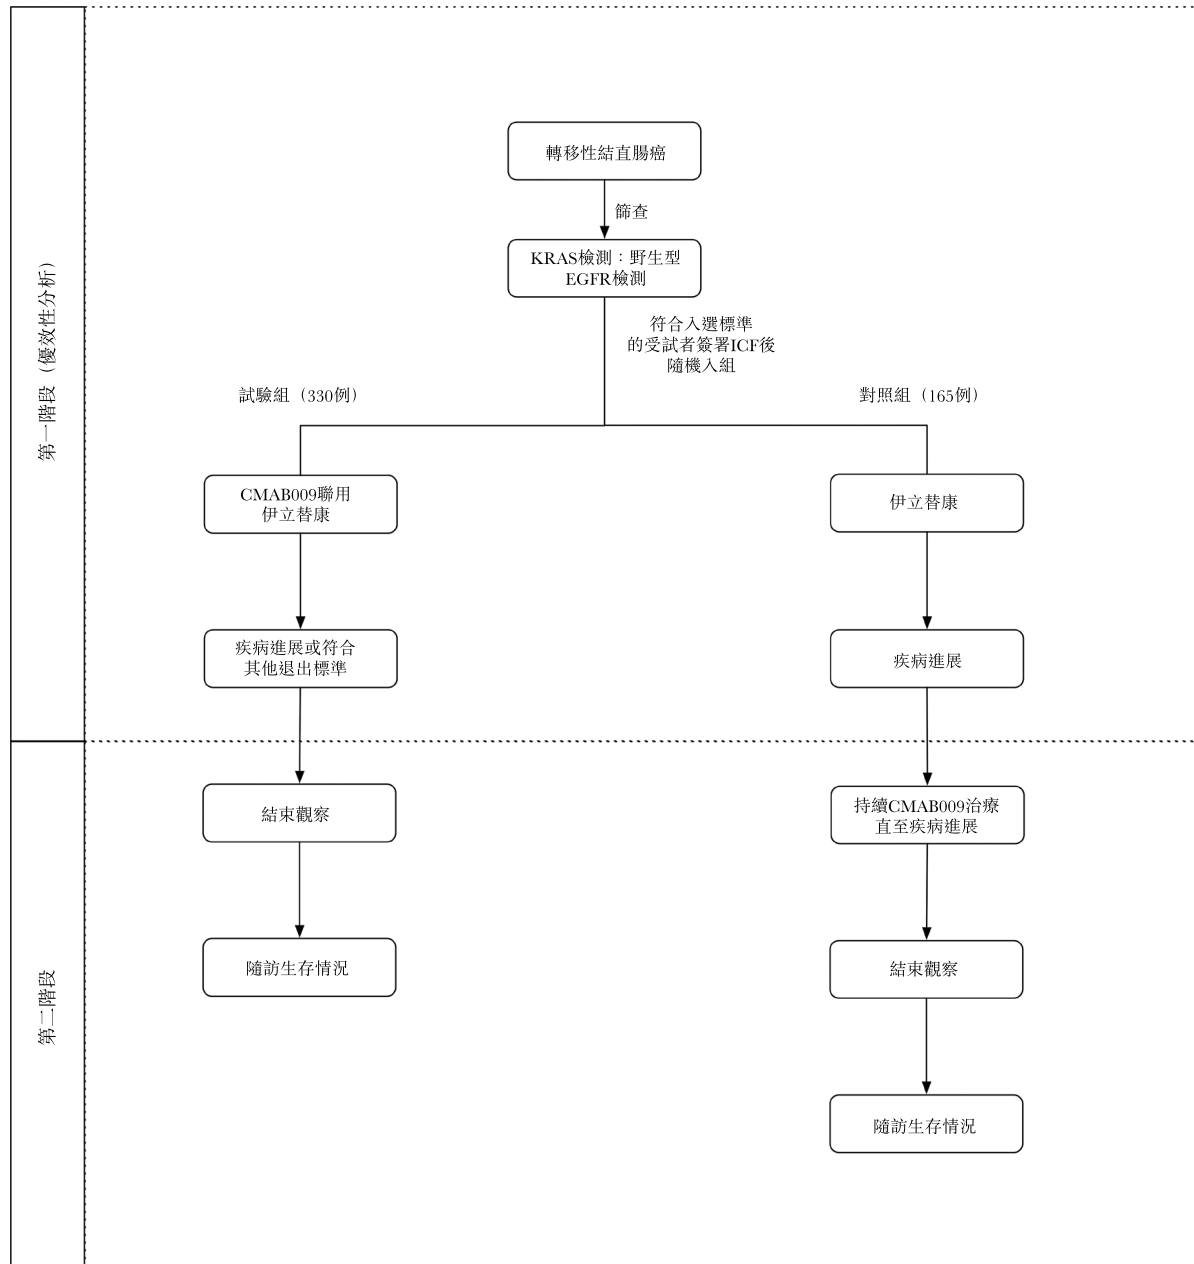 第一階段（優效性分析）
轉移性結直腸癌
篩查
KRAS檢測：野生型
EGFR檢測
符合入選標準
的受試者簽署ICF後
隨機入組
試驗組（330例）
對照組（165例）
CMAB009聯用
伊立替康
伊立替康
疾病進展或符合
其他退出標準
疾病進展
第二階段
結束觀察
持續CMAB009治療
直至疾病進展
隨訪生存情況
結束觀察
隨訪生存情況